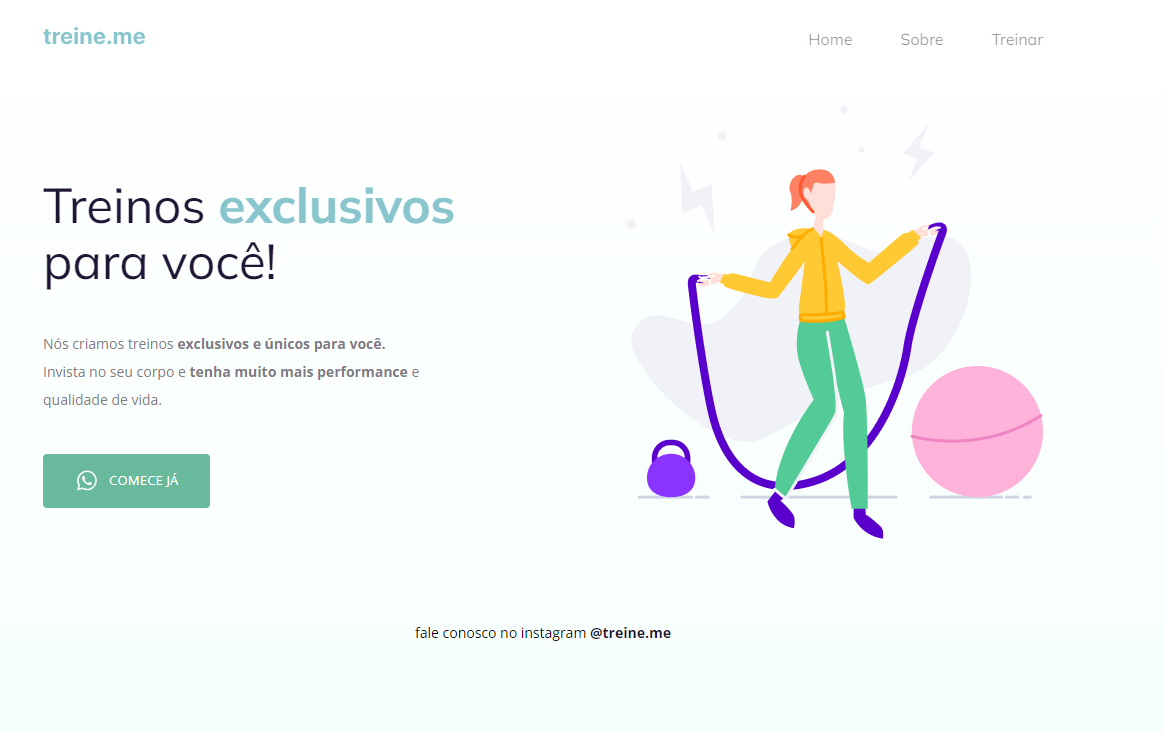 treine.me
Home Sobre Treinar
Treinos exclusivos
para você!
Nós criamos treinos exclusivos e únicos para você.
Invista no seu corpo e tenha muito mais performance e
qualidade de vida.
COMECE JÁ
fale conosco no instagram @treine.me